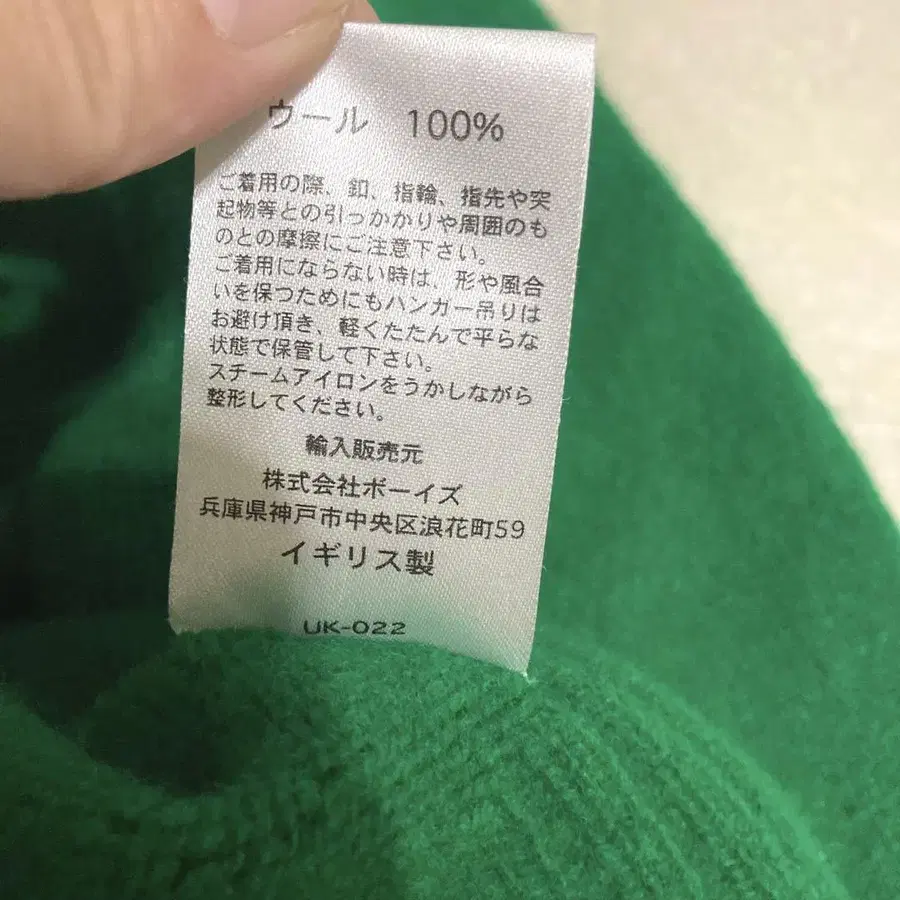 ウール 100%
ご着用の際、釦、指輪、指先や突
起物等との引っかかりや周囲のも
のとの摩擦にご注意下さい。
ご着用にならない時は、形や風合
いを保つためにもハンガー吊りは
お避け頂き、軽くたたんで平らな
状態で保管して下さい。
スチームアイロンをうかしながら
整形してください。
輸入販売元
株式会社ボーイズ
兵庫県神戸市中央区浪花町59
イギリス製
UK-022